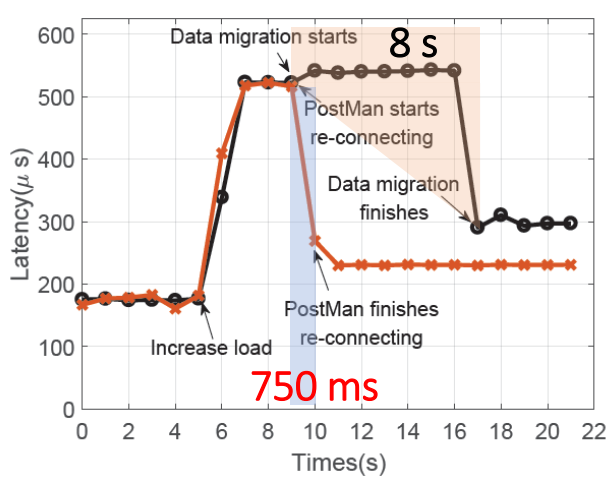 600
500
400
300
200
100
0
Latency(μ s)
Data migration starts
8 s
PostMan starts
re-connecting
Data migration
finishes
PostMan finishes
re-connecting
Increase load
750 ms
0 2 4 6 8 10 12 14 16 18 20 22
Times(s)